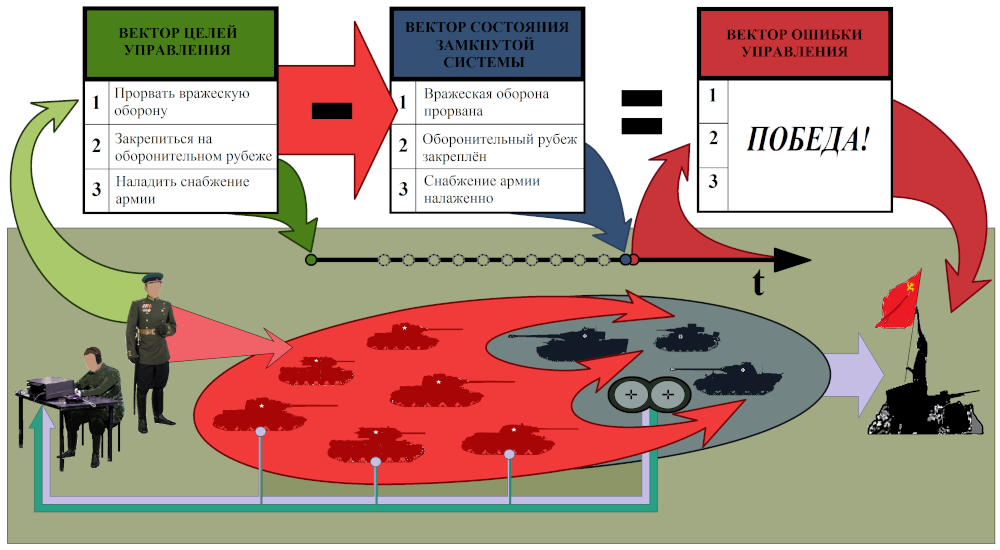 ВЕКТОР ЦЕЛЕЙ
УПРАВЛЕНИЯ
1 Прорвать вражескую
оборону
2 Закрепиться на
оборонительном рубеже
3 Наладить снабжение
армии
-
ВЕКТОР СОСТОЯНИЯ
ЗАМКНУТОЙ
СИСТЕМЫ
1 Вражеская оборона
прорвана
2 Оборонительный рубеж
закреплён
3 Снабжение армии
налаженно
=
ВЕКТОР ОШИБКИ
УПРАВЛЕНИЯ
1
2
3
ПОБЕДА!
t